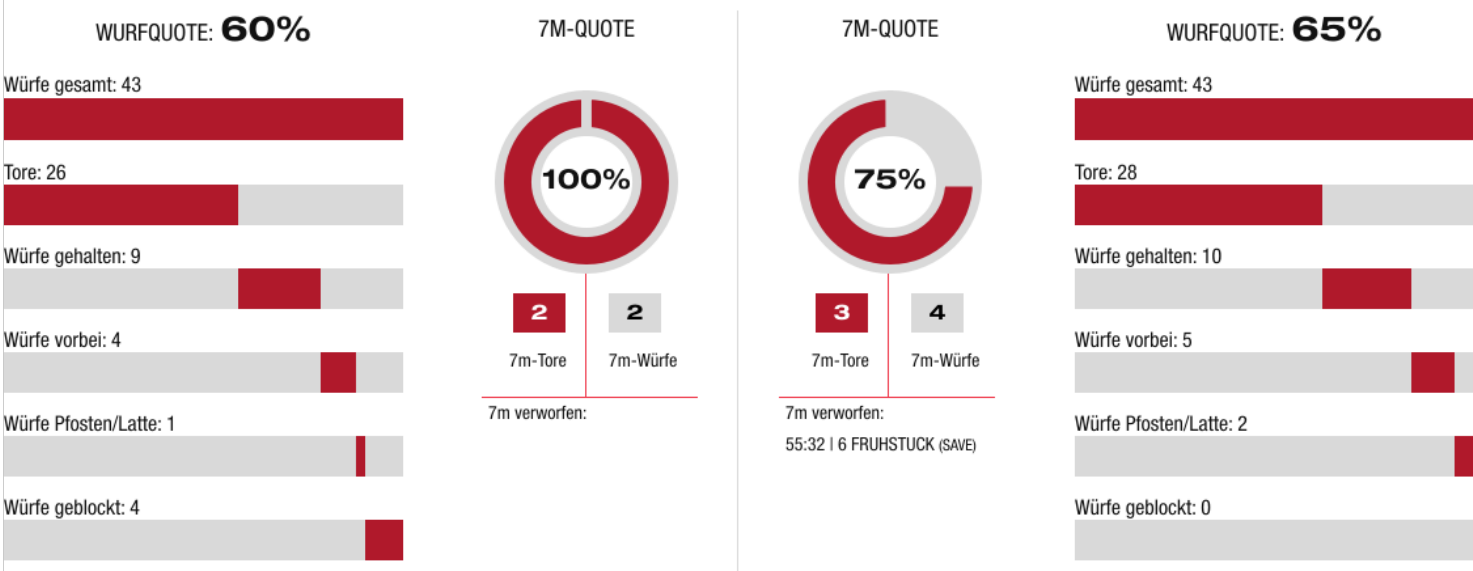 WURFQUOTE: 60%
Würfe gesamt: 43
Tore: 26
Würfe gehalten: 9
Würfe vorbei: 4
Würfe Pfosten/Latte: 1
Würfe geblockt: 4
7M-QUOTE
100%
2 2
7m-Tore 7m-Würfe
7m verworfen:
7M-QUOTE
75%
3 4
7m-Tore 7m-Würfe
7m verworfen:
55:32 | 6 FRUHSTUCK (SAVE)
WURFQUOTE: 65%
Würfe gesamt: 43
Tore: 28
Würfe gehalten: 10
Würfe vorbei: 5
Würfe Pfosten/Latte: 2
Würfe geblockt: 0